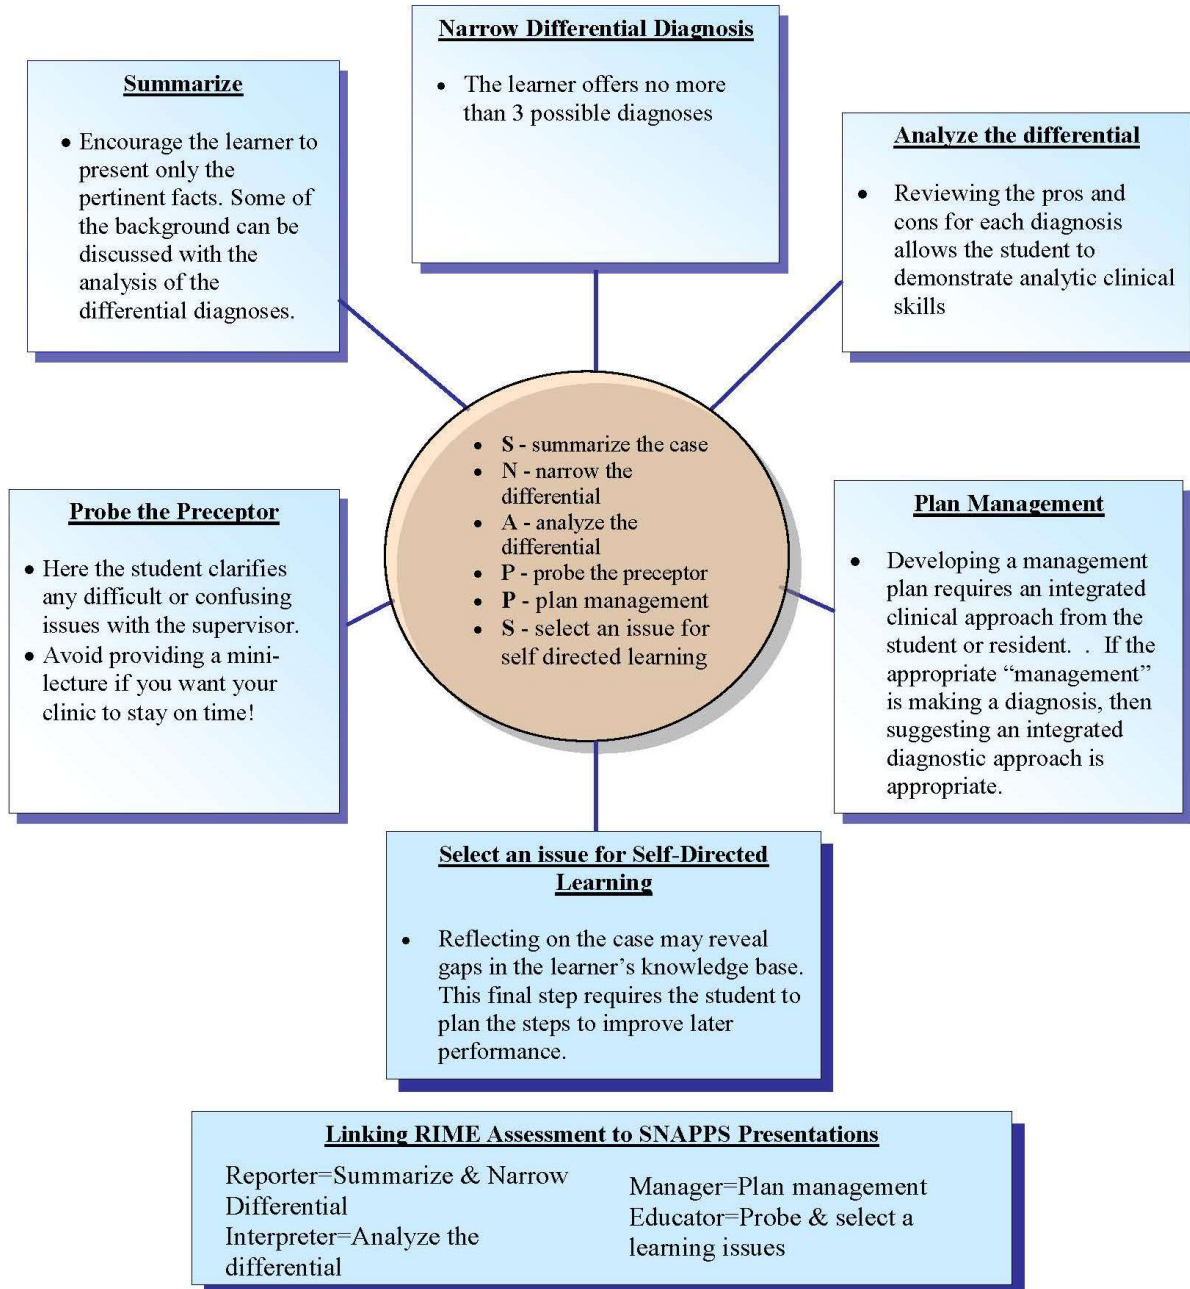 Narrow Differential Diagnosis
• The learner offers no more
than 3 possible diagnoses
Summarize
• Encourage the learner to
present only the
pertinent facts. Some of
the background can be
discussed with the
analysis of the
differential diagnoses.
Analyze the differential
• Reviewing the pros and
cons for each diagnosis
allows the student to
demonstrate analytic clinical
skills
• S - summarize the case
• N - narrow the
differential
• A - analyze the
differential
• P - probe the preceptor
• P - plan management
• S - select an issue for
self directed learning
Probe the Preceptor
• Here the student clarifies
any difficult or confusing
issues with the supervisor.
• Avoid providing a mini-
lecture if you want your
clinic to stay on time!
Plan Management
• Developing a management
plan requires an integrated
clinical approach from the
student or resident. . If the
appropriate “management”
is making a diagnosis, then
suggesting an integrated
diagnostic approach is
appropriate.
Select an issue for Self-Directed
Learning
• Reflecting on the case may reveal
gaps in the learner’s knowledge base.
This final step requires the student to
plan the steps to improve later
performance.
Linking RIME Assessment to SNAPPS Presentations
Reporter=Summarize & Narrow
Differential
Interpreter=Analyze the
differential
Manager=Plan management
Educator=Probe & select a
learning issues